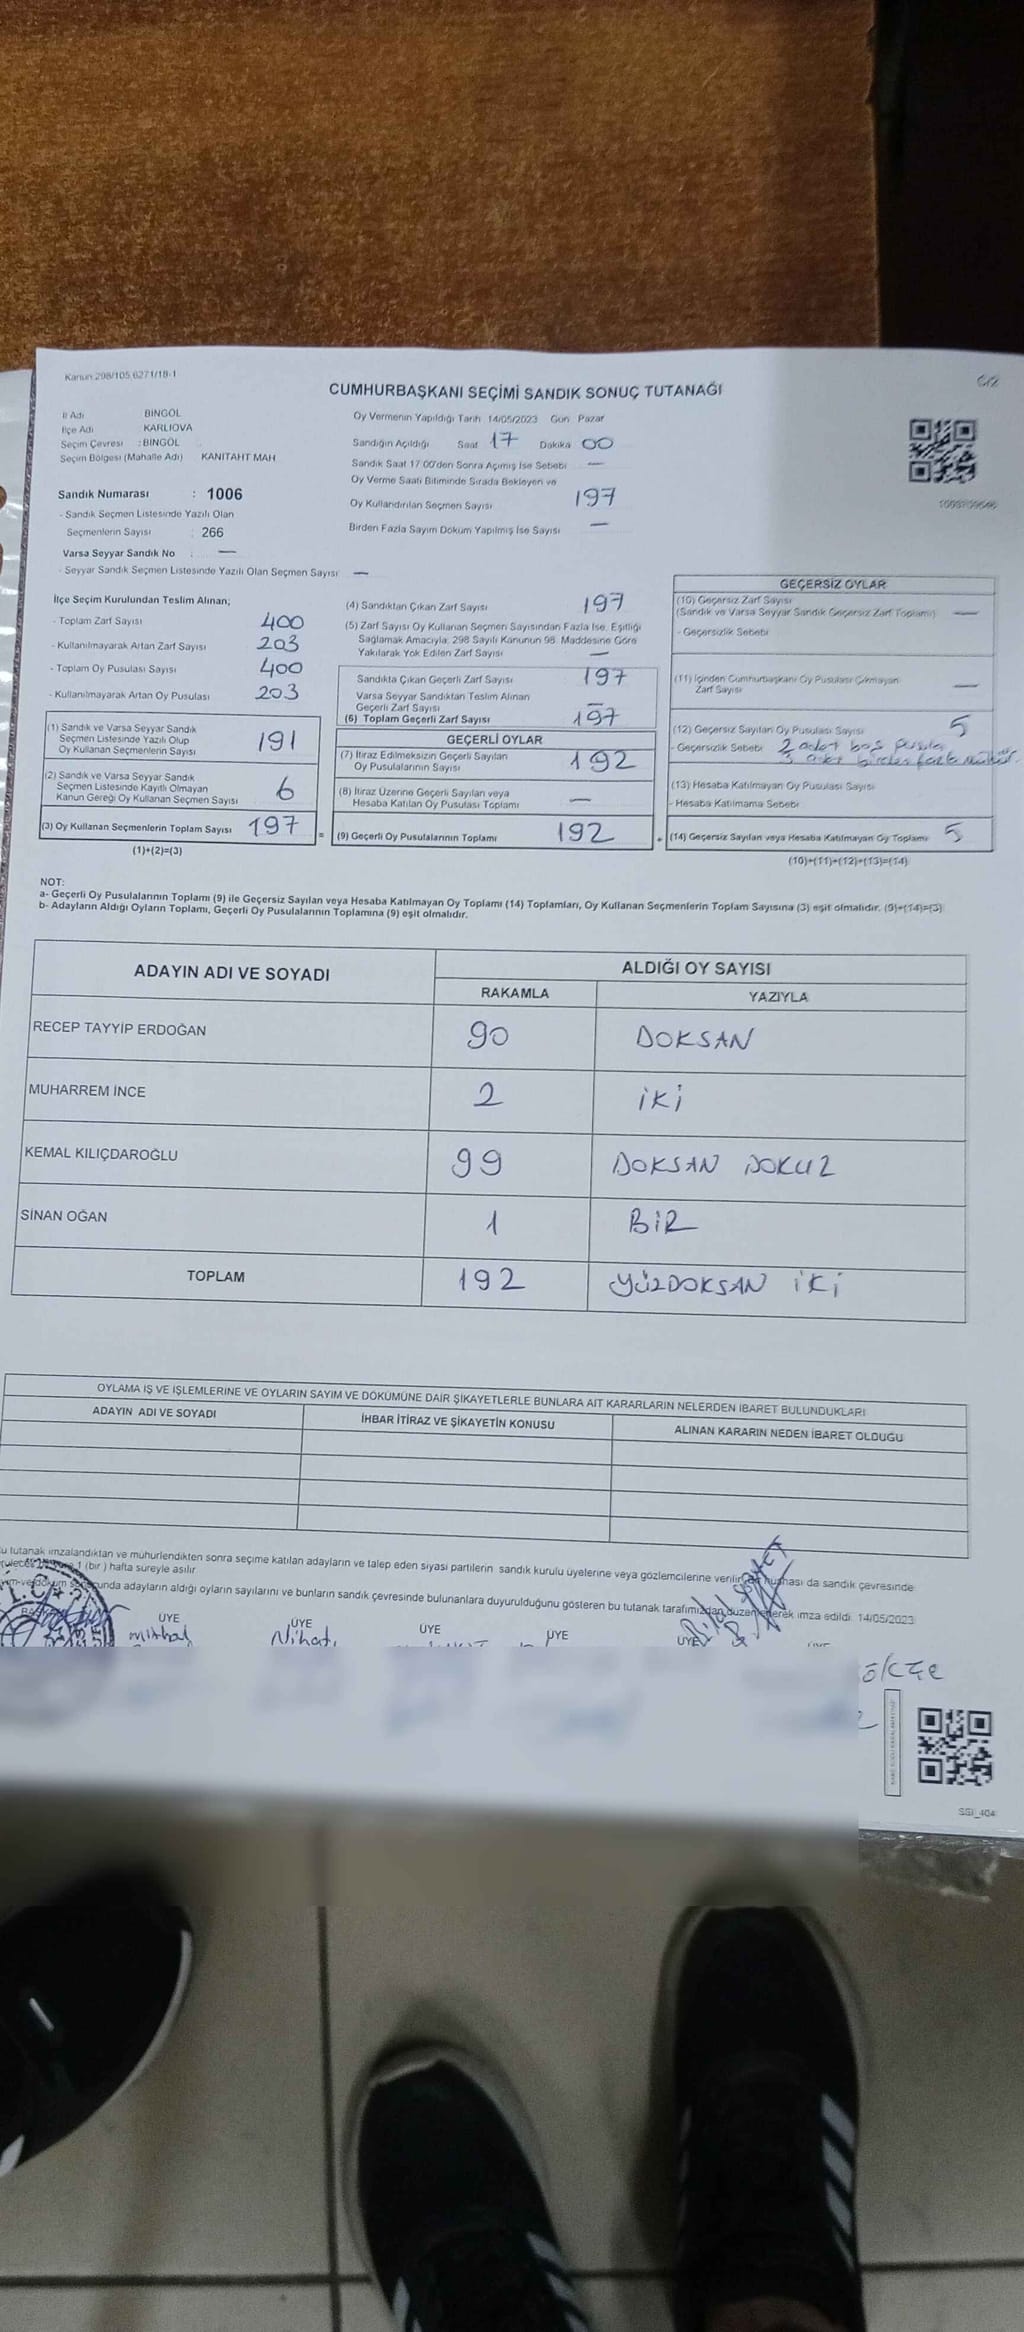 Kanun 298/105,6271/18-1
6/2
CUMHURBAŞKANI SEÇİMİ SANDIK SONUÇ TUTANAĞI
İl Adı BİNGÖL
İlçe Adı KARLIOVA
Seçim Çevresi :BİNGÖL
Seçim Bölgesi (Mahalle Adı) KANİTAHT MAH.
Sandık Numarası : 1006
- Sandık Seçmen Listesinde Yazılı Olan
Seçmenlerin Sayısı : 266
Varsa Seyyar Sandık No : —
- Seyyar Sandık Seçmen Listesinde Yazılı Olan Seçmen Sayısı —
Oy Vermenin Yapıldığı Tarih 14/05/2023 Gün Pazar
Sandığın Açıldığı Saat 17 Dakika 00
Sandık Saat 17:00'den Sonra Açımış İse Sebebi —
Oy Verme Saati Bitiminde Sırada Bekleyen ve
Oy Kullandırılan Seçmen Sayısı 197
Birden Fazla Sayım Döküm Yapılmış İse Sayısı —
İlçe Seçim Kurulundan Teslim Alınan;
- Toplam Zarf Sayısı 400
- Kullanılmayarak Artan Zarf Sayısı 203
- Toplam Oy Pusulası Sayısı 400
- Kullanılmayarak Artan Oy Pusulası 203
(1) Sandık ve Varsa Seyyar Sandık
Seçmen Listesinde Yazılı Olup
Oy Kullanan Seçmenlerin Sayısı 191
(2) Sandık ve Varsa Seyyar Sandık
Seçmen Listesinde Kayıtlı Olmayan
Kanun Gereği Oy Kullanan Seçmen Sayısı 6
(3) Oy Kullanan Seçmenlerin Toplam Sayısı 197 =
(1)+(2)=(3)
(4) Sandıktan Çıkan Zarf Sayısı 197
(5) Zarf Sayısı Oy Kullanan Seçmen Sayısından Fazla İse, Eşitliği
Sağlamak Amacıyla; 298 Sayılı Kanunun 98. Maddesine Göre
Yakılarak Yok Edilen Zarf Sayısı —
Sandıkta Çıkan Geçerli Zarf Sayısı 197
Varsa Seyyar Sandıktan Teslim Alınan
Geçerli Zarf Sayısı —
(6) Toplam Geçerli Zarf Sayısı 197
GEÇERLİ OYLAR
(7) İtiraz Edilmeksizin Geçerli Sayılan
Oy Pusulalarının Sayısı 192
(8) İtiraz Üzerine Geçerli Sayılan veya
Hesaba Katılan Oy Pusulası Toplamı —
(9) Geçerli Oy Pusulalarının Toplamı 192 +
GEÇERSİZ OYLAR
(10) Geçersiz Zarf Sayısı
(Sandık ve Varsa Seyyar Sandık Geçersiz Zarf Toplamı) —
- Geçersizlik Sebebi
(11) İçinden Cumhurbaşkanı Oy Pusulası Çıkmayan
Zarf Sayısı —
(12) Geçersiz Sayılan Oy Pusulası Sayısı 5
- Geçersizlik Sebebi 2 adet boş pusula
3 adet birden fazla mühür.
(13) Hesaba Katılmayan Oy Pusulası Sayısı
- Hesaba Katılmama Sebebi
(14) Geçersiz Sayılan veya Hesaba Katılmayan Oy Toplamı 5
(10)+(11)+(12)+(13)=(14)
NOT:
a- Geçerli Oy Pusulalarının Toplamı (9) ile Geçersiz Sayılan veya Hesaba Katılmayan Oy Toplamı (14) Toplamları, Oy Kullanan Seçmenlerin Toplam Sayısına (3) eşit olmalıdır. (9)+(14)=(3)
b- Adayların Aldığı Oyların Toplamı, Geçerli Oy Pusulalarının Toplamına (9) eşit olmalıdır.
ADAYIN ADI VE SOYADI
ALDIĞI OY SAYISI
RAKAMLA YAZIYLA
RECEP TAYYİP ERDOĞAN 90 DOKSAN
MUHARREM İNCE 2 İKİ
KEMAL KILIÇDAROĞLU 99 DOKSAN DOKUZ
SİNAN OĞAN 1 BİR
TOPLAM 192 YÜZDOKSAN İKİ
OYLAMA İŞ VE İŞLEMLERİNE VE OYLARIN SAYIM VE DÖKÜMÜNE DAİR ŞİKAYETLERLE BUNLARA AİT KARARLARIN NELERDEN İBARET BULUNDUKLARI
ADAYIN ADI VE SOYADI İHBAR İTİRAZ VE ŞİKAYETİN KONUSU ALINAN KARARIN NEDEN İBARET OLDUĞU
u tutanak imzalandıktan ve mühürlendikten sonra seçime katılan adayların ve talep eden siyasi partilerin sandık kurulu üyelerine veya gözlemcilerine verilir, nüshası da sandık çevresinde
1 (bir) hafta süreyle asılır
adayların aldığı oyların sayılarını ve bunların sandık çevresinde bulunanlara duyurulduğunu gösteren bu tutanak tarafımızdan düzenlenerek imza edildi. 14/05/2023
ÜYE ÜYE ÜYE ÜYE ÜYE
Nihat
SGI_404